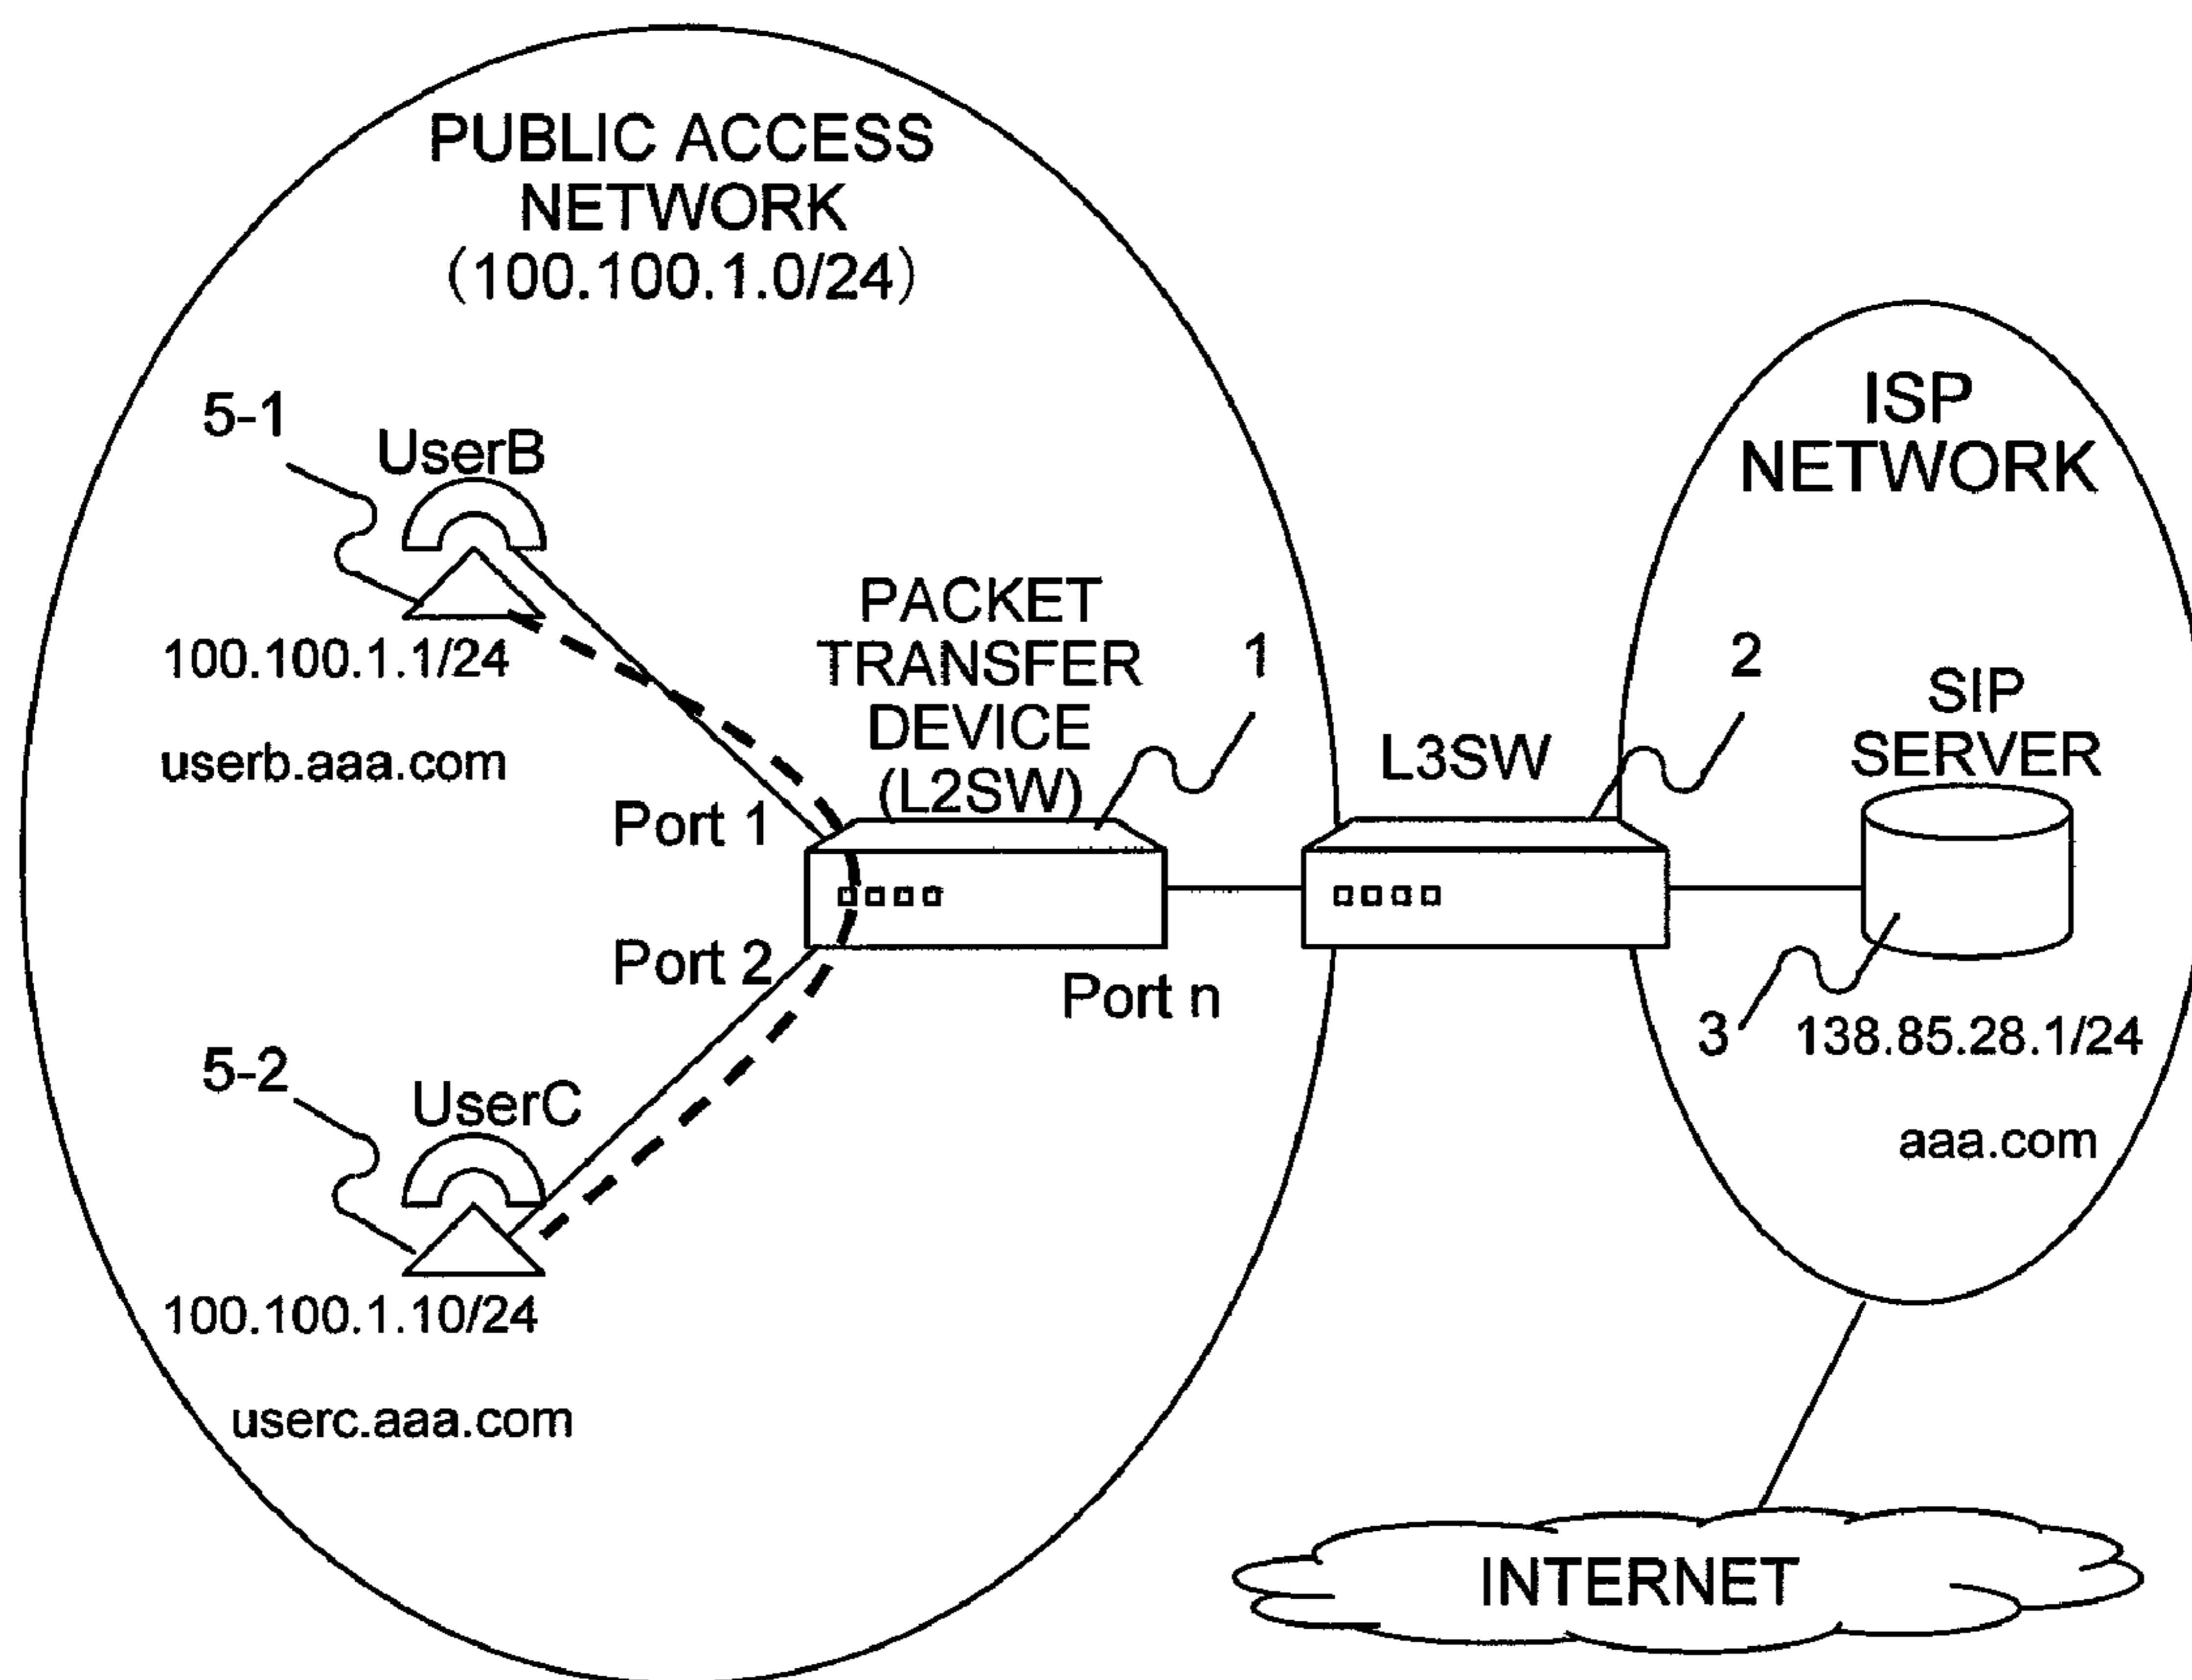 PUBLIC ACCESS
NETWORK
(100.100.1.0/24)
ISP
NETWORK
5-1
UserB
100.100.1.1/24
userb.aaa.com
PACKET
TRANSFER
DEVICE
(L2SW)
1
L3SW
2
SIP
SERVER
Port 1
Port 2
Port n
3
138.85.28.1/24
aaa.com
5-2
UserC
100.100.1.10/24
userc.aaa.com
INTERNET